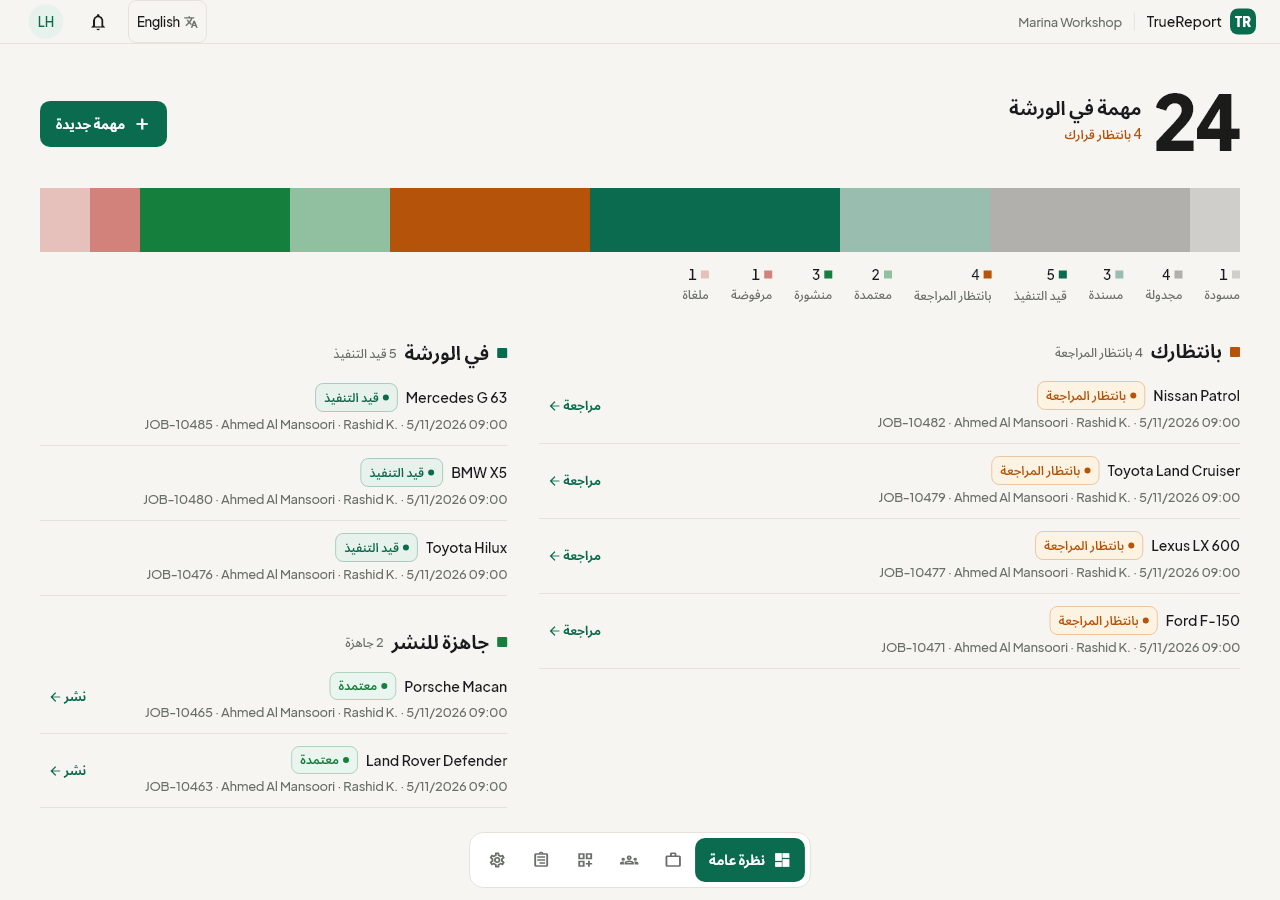 TR TrueReport Marina Workshop
English LH
24
مهمة في الورشة
4 بانتظار قرارك
مهمة جديدة
1 مسودة
4 مجدولة
3 مسندة
5 قيد التنفيذ
4 بانتظار المراجعة
2 معتمدة
3 منشورة
1 مرفوضة
1 ملغاة
بانتظارك 4 بانتظار المراجعة
Nissan Patrol بانتظار المراجعة
JOB-10482 · Ahmed Al Mansoori · Rashid K. · 5/11/2026 09:00
مراجعة
Toyota Land Cruiser بانتظار المراجعة
JOB-10479 · Ahmed Al Mansoori · Rashid K. · 5/11/2026 09:00
مراجعة
Lexus LX 600 بانتظار المراجعة
JOB-10477 · Ahmed Al Mansoori · Rashid K. · 5/11/2026 09:00
مراجعة
Ford F-150 بانتظار المراجعة
JOB-10471 · Ahmed Al Mansoori · Rashid K. · 5/11/2026 09:00
مراجعة
في الورشة 5 قيد التنفيذ
Mercedes G 63 قيد التنفيذ
JOB-10485 · Ahmed Al Mansoori · Rashid K. · 5/11/2026 09:00
BMW X5 قيد التنفيذ
JOB-10480 · Ahmed Al Mansoori · Rashid K. · 5/11/2026 09:00
Toyota Hilux قيد التنفيذ
JOB-10476 · Ahmed Al Mansoori · Rashid K. · 5/11/2026 09:00
جاهزة للنشر 2 جاهزة
Porsche Macan معتمدة
JOB-10465 · Ahmed Al Mansoori · Rashid K. · 5/11/2026 09:00
نشر
Land Rover Defender معتمدة
JOB-10463 · Ahmed Al Mansoori · Rashid K. · 5/11/2026 09:00
نشر
نظرة عامة